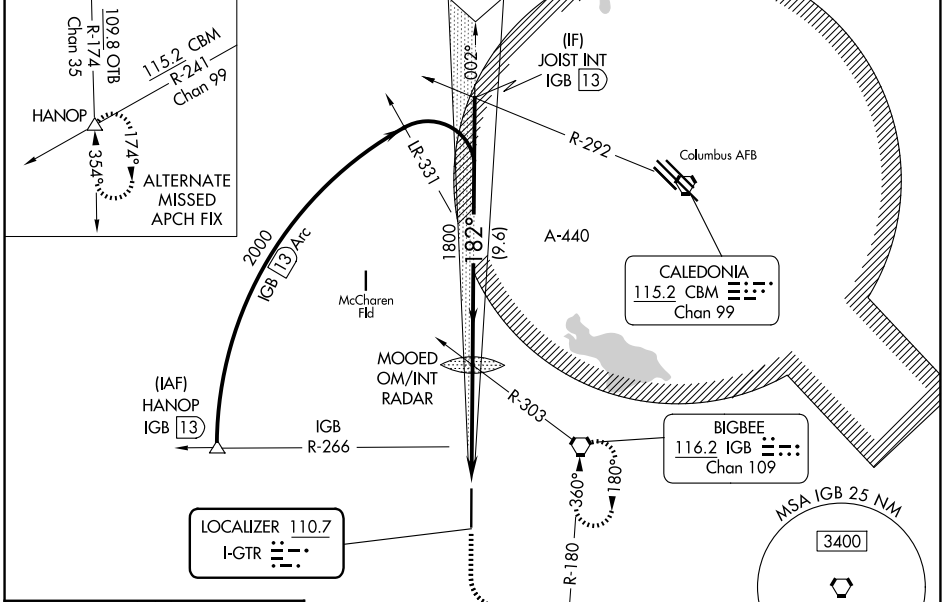 109.8 OTB
R-174
Chan 35
115.2 CBM
R-241
Chan 99
HANOP
174°
354°
ALTERNATE
MISSED
APCH FIX
002°
(IF)
JOIST INT
IGB 13
R-292
Columbus AFB
LR-331
2000
IGB 13 Arc
1800
182°
(9.6)
A-440
McCharen
Fld
CALEDONIA
115.2 CBM
Chan 99
MOOED
OM/INT
RADAR
R-303
(IAF)
HANOP
IGB 13
IGB
R-266
BIGBEE
116.2 IGB
Chan 109
360°
180°
R-180
LOCALIZER 110.7
I-GTR
MSA IGB 25 NM
3400